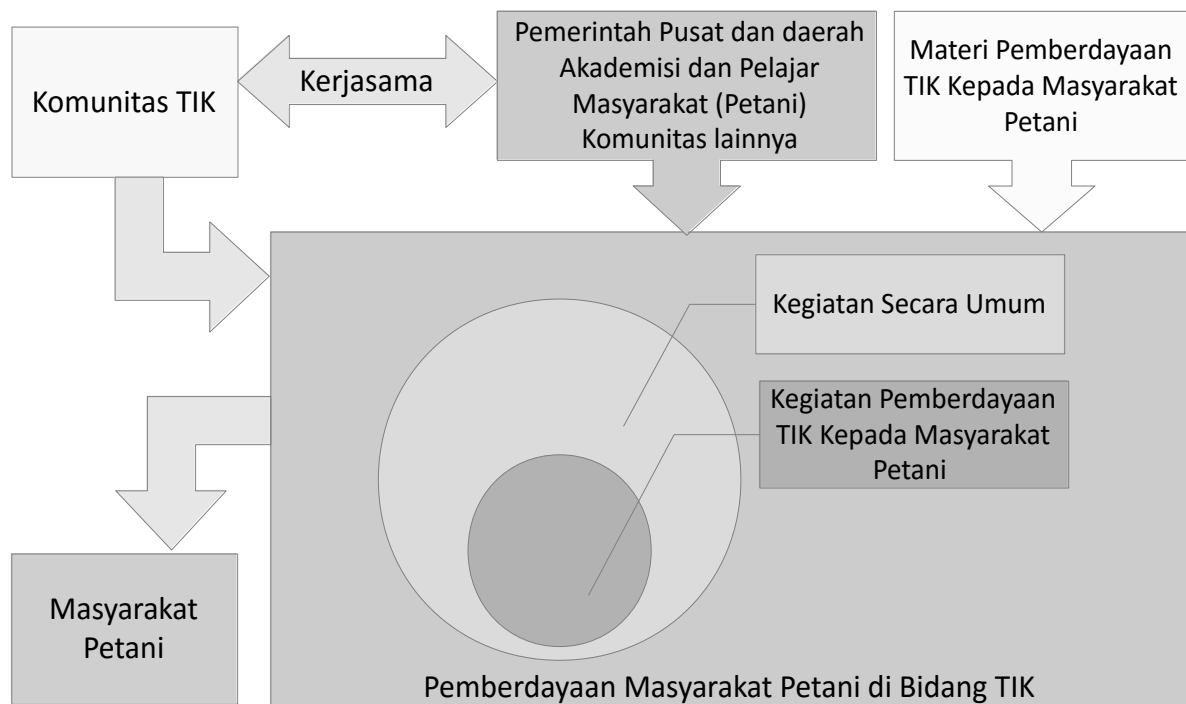 Komunitas TIK
Kerjasama
Pemerintah Pusat dan daerah
Akademisi dan Pelajar
Masyarakat (Petani)
Komunitas lainnya
Materi Pemberdayaan
TIK Kepada Masyarakat
Petani
Kegiatan Secara Umum
Kegiatan Pemberdayaan
TIK Kepada Masyarakat
Petani
Masyarakat
Petani
Pemberdayaan Masyarakat Petani di Bidang TIK